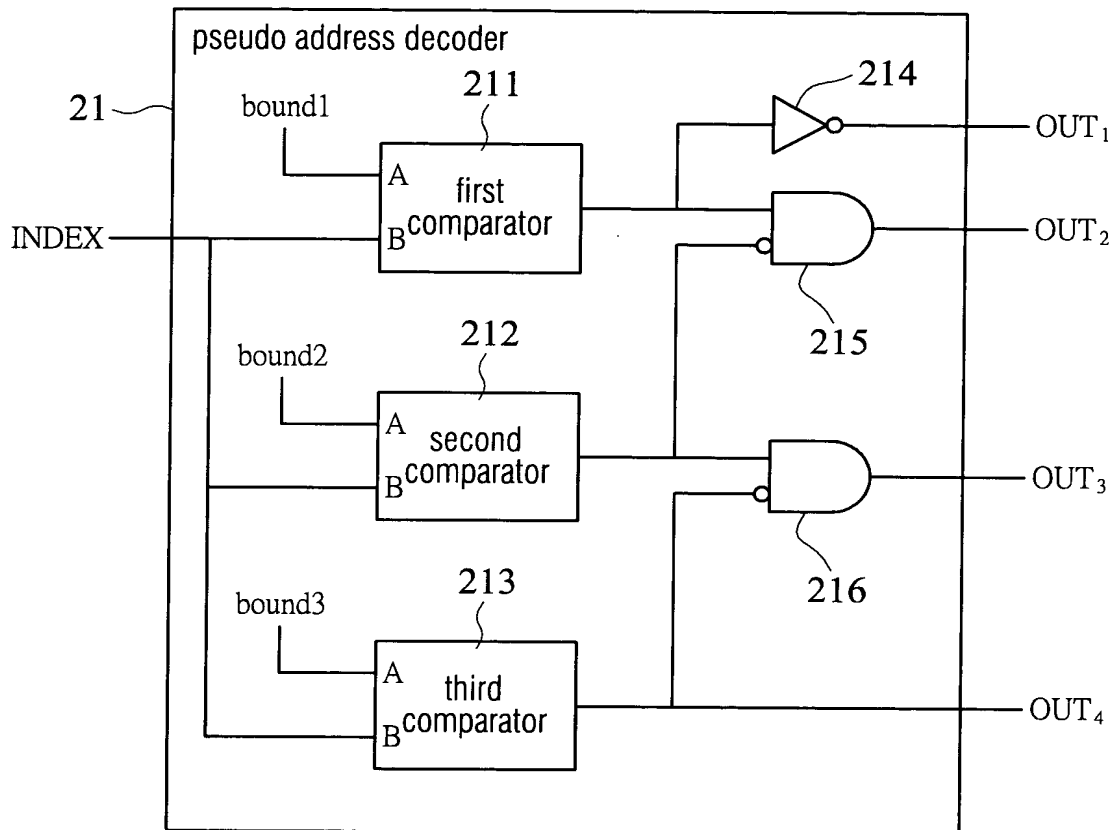 pseudo address decoder
21
bound1
211
214
A
first
B
comparator
INDEX
OUT1
OUT2
215
bound2
212
A
second
B
comparator
OUT3
216
bound3
213
A
third
B
comparator
OUT4